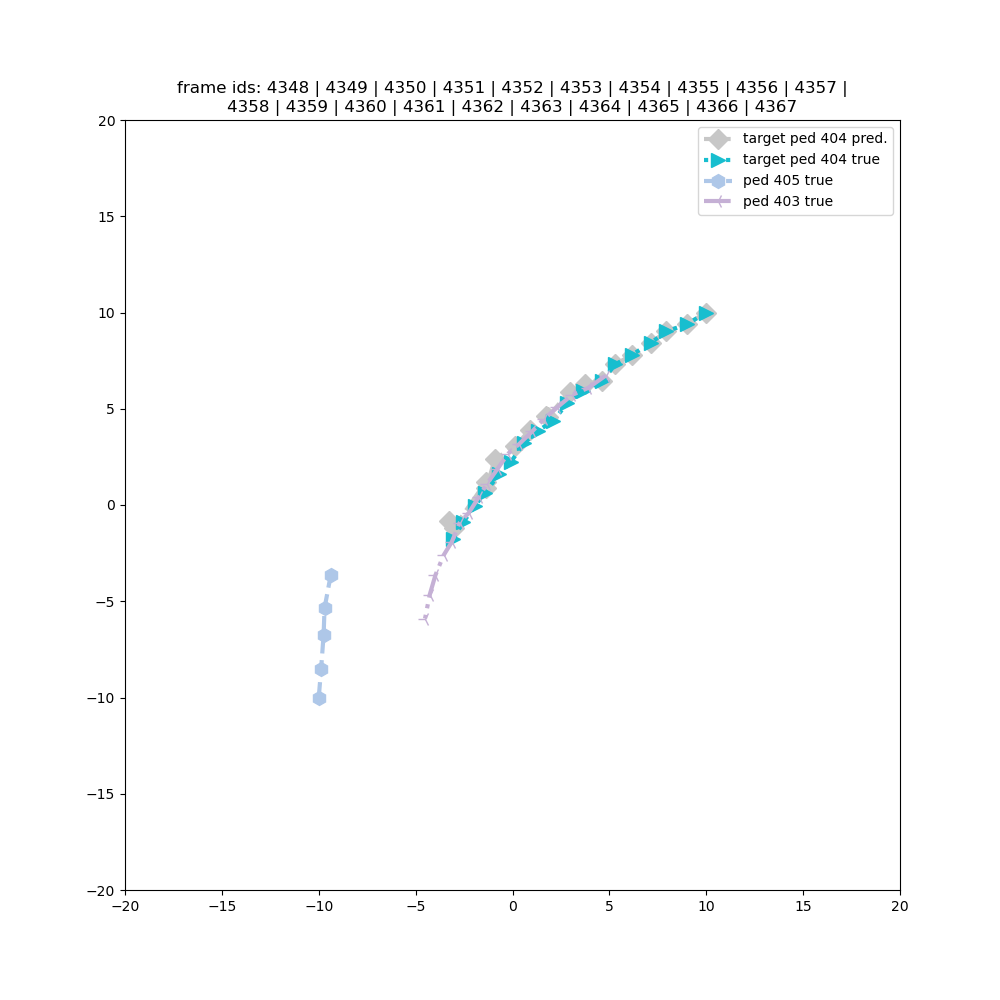 frame ids: 4348 | 4349 | 4350 | 4351 | 4352 | 4353 | 4354 | 4355 | 4356 | 4357 |
4358 | 4359 | 4360 | 4361 | 4362 | 4363 | 4364 | 4365 | 4366 | 4367
target ped 404 pred.
target ped 404 true
ped 405 true
ped 403 true
20
15
10
5
0
−5
−10
−15
−20
−20 −15 −10 −5 0 5 10 15 20